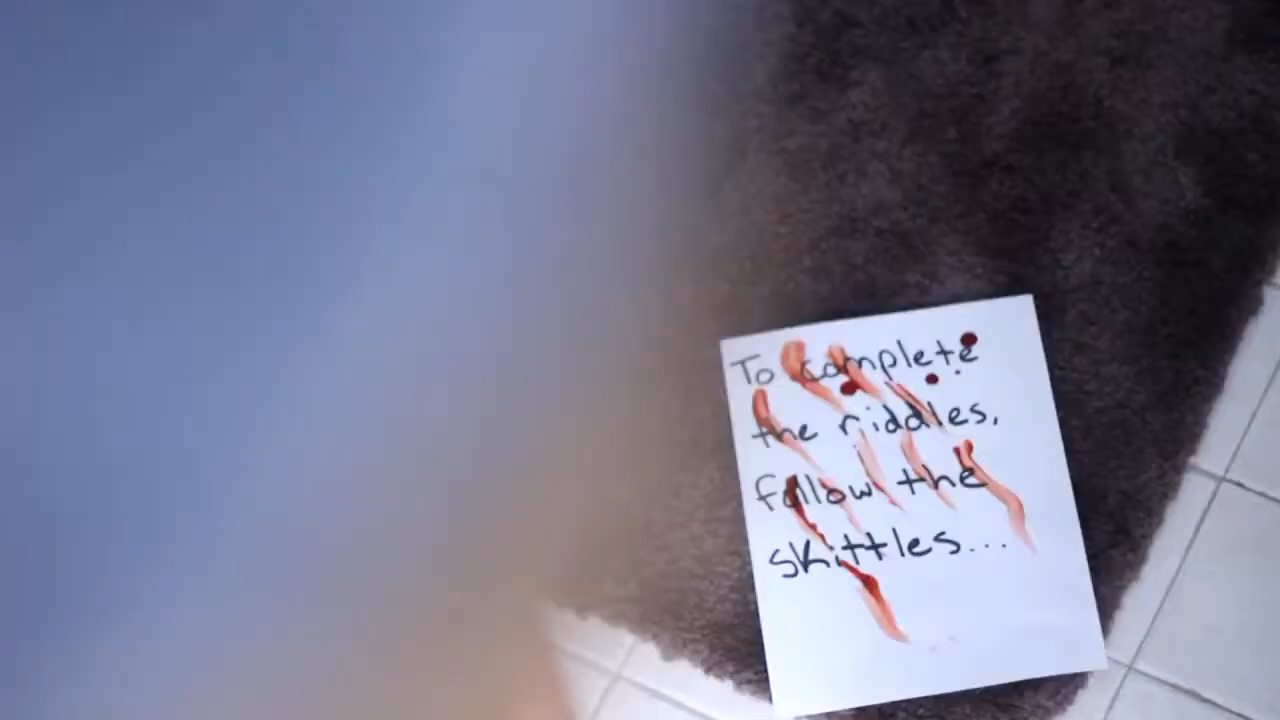 To complete
the riddles,
follow the
skittles...